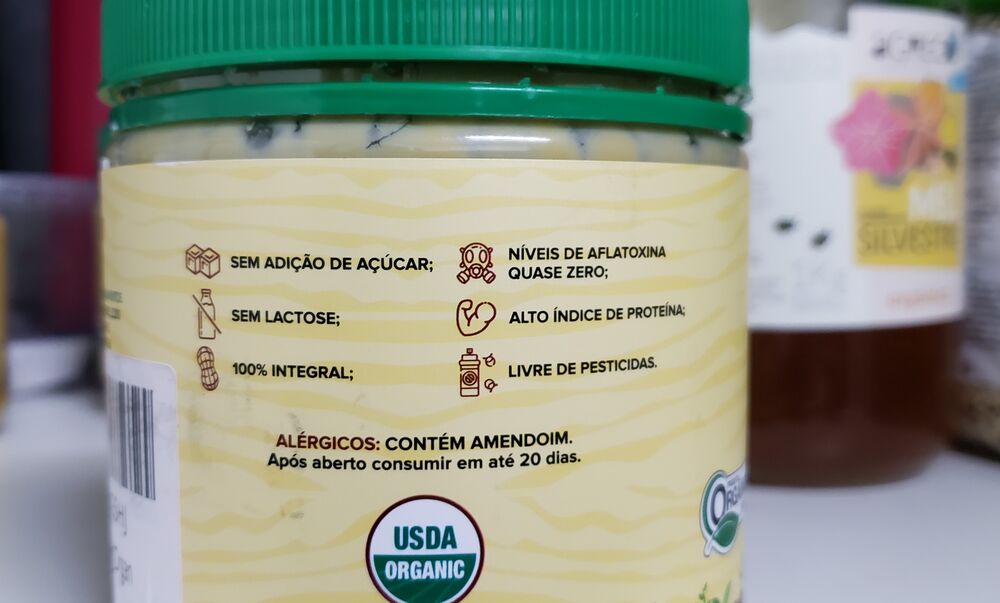 SEM ADIÇÃO DE AÇÚCAR;
SEM LACTOSE;
100% INTEGRAL;
NÍVEIS DE AFLATOXINA
QUASE ZERO;
ALTO ÍNDICE DE PROTEÍNA;
LIVRE DE PESTICIDAS.
ALÉRGICOS: CONTÉM AMENDOIM.
Após aberto consumir em até 20 dias.
USDA
ORGANIC